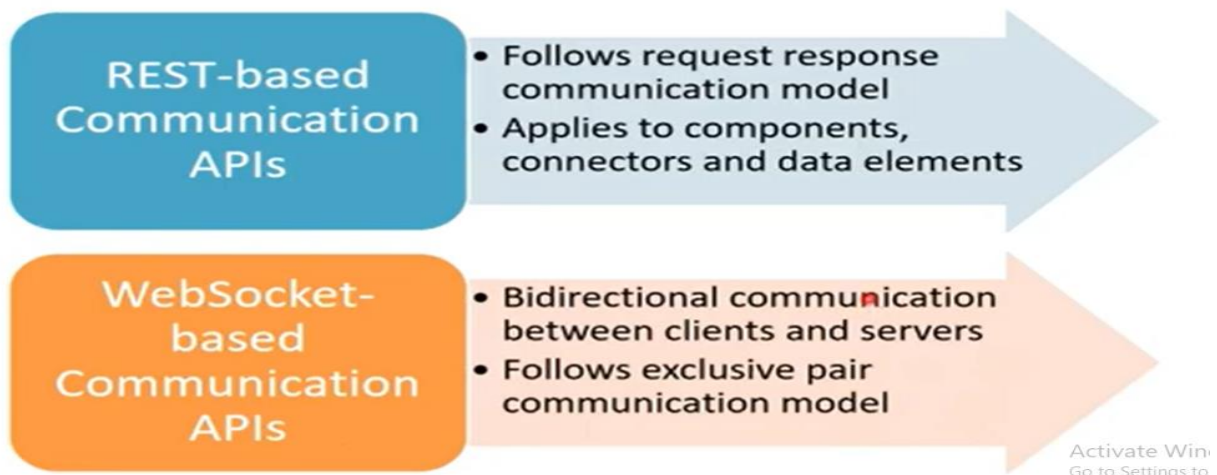 REST-based
Communication
APIs
• Follows request response
communication model
• Applies to components,
connectors and data elements
WebSocket-
based
Communication
APIs
• Bidirectional communication
between clients and servers
• Follows exclusive pair
communication model
Activate Win
Go to Settings to